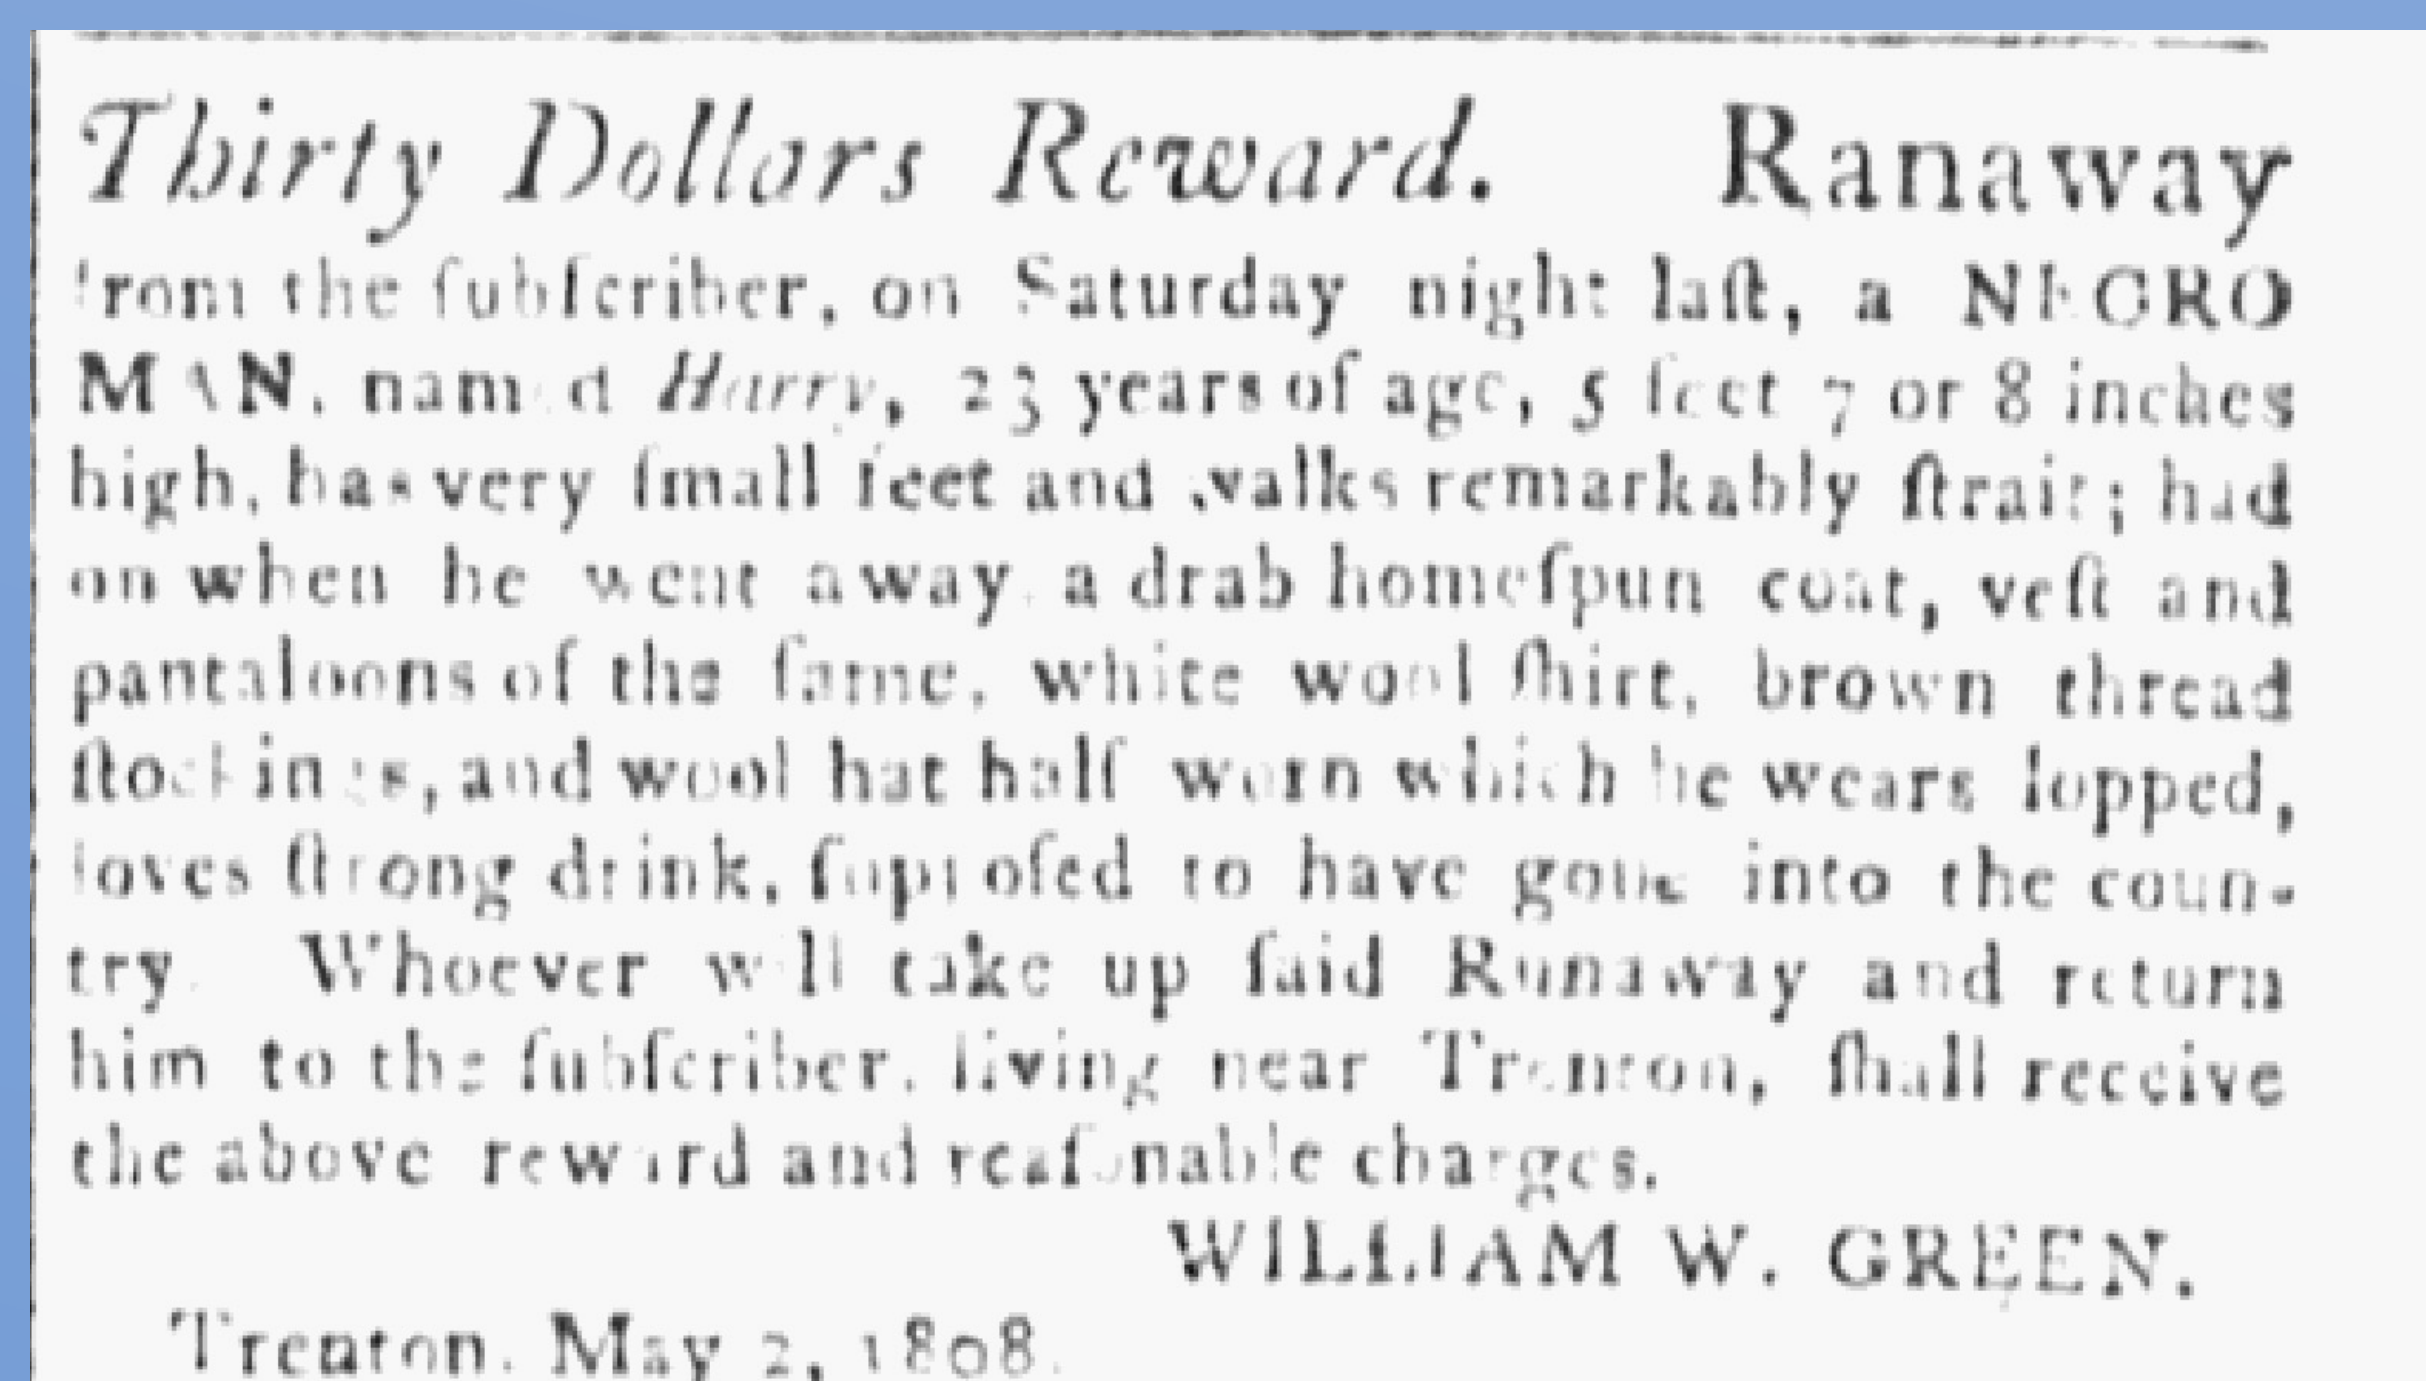 Thirty Dollars Reward. Ranaway
from the ſubſcriber, on Saturday night laſt, a NEGRO
MAN, named Harry, 23 years of age, 5 feet 7 or 8 inches
high, has very ſmall feet and walks remarkably ſtrait; had
on when he went away a drab homeſpun coat, veſt and
pantaloons of the ſame, white wool ſhirt, brown thread
ſtockings, and wool hat half worn which he wears lopped,
loves ſtrong drink, ſuppoſed to have gone into the coun-
try. Whoever will take up ſaid Runaway and return
him to the ſubſcriber, living near Trenton, ſhall receive
the above reward and reaſonable charges.
WILLIAM W. GREEN.
Trenton. May 2, 1808.